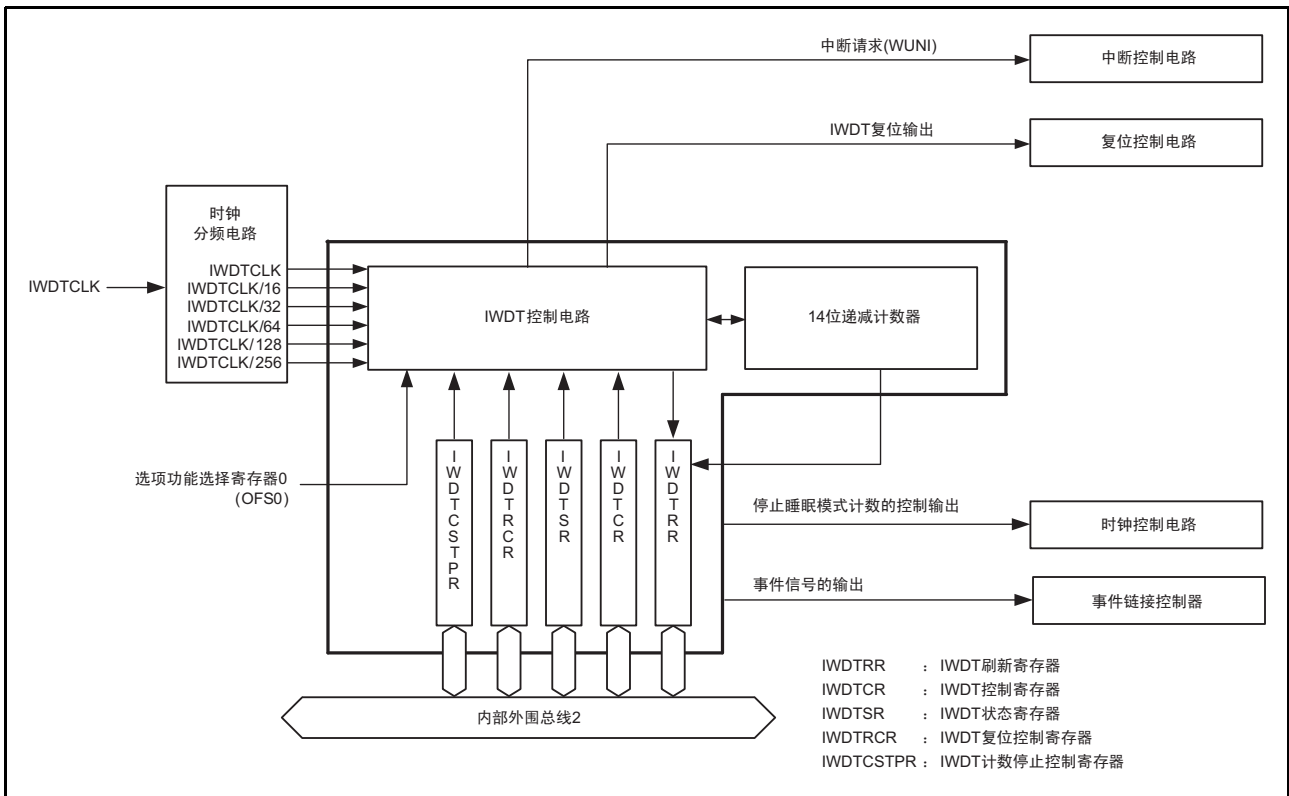 中断请求(WUNI)
中断控制电路
IWDT复位输出
复位控制电路
时钟
分频电路
IWDTCLK
IWDTCLK
IWDTCLK/16
IWDTCLK/32
IWDTCLK/64
IWDTCLK/128
IWDTCLK/256
IWDT控制电路
14位递减计数器
选项功能选择寄存器0
(OFS0)
IWDTCSTPR
IWDTRCR
IWDTSR
IWDTCR
IWDTRR
停止睡眠模式计数的控制输出
时钟控制电路
事件信号的输出
事件链接控制器
内部外围总线2
IWDTRR : IWDT刷新寄存器
IWDTCR : IWDT控制寄存器
IWDTSR : IWDT状态寄存器
IWDTRCR : IWDT复位控制寄存器
IWDTCSTPR : IWDT计数停止控制寄存器